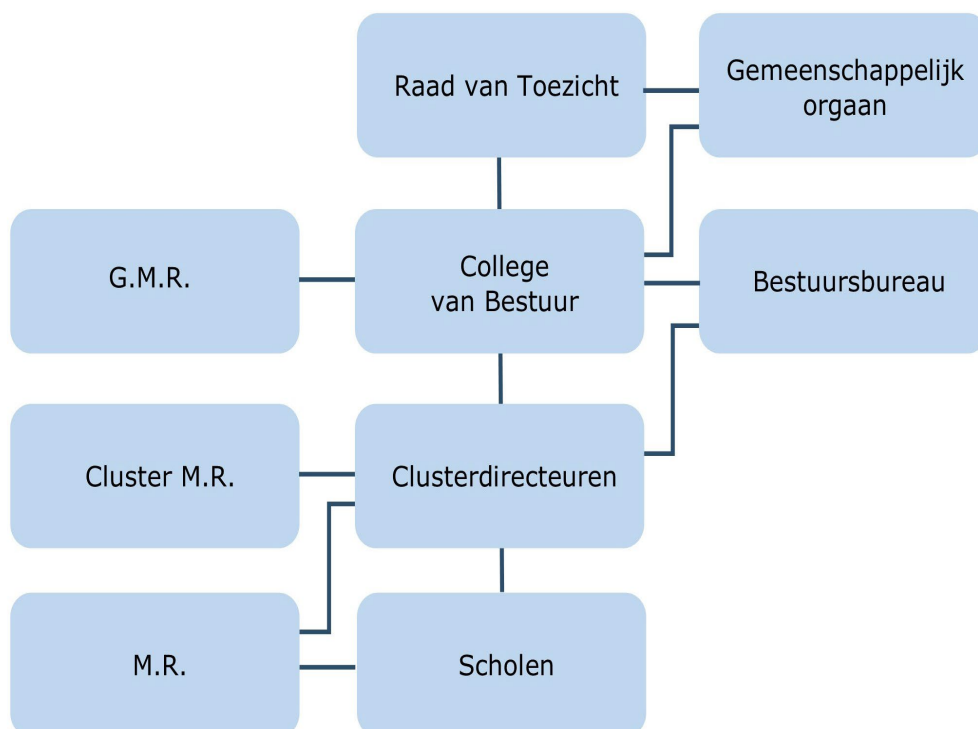 Raad van Toezicht
Gemeenschappelijk
orgaan
G.M.R.
College
van Bestuur
Bestuursbureau
Cluster M.R.
Clusterdirecteuren
M.R.
Scholen